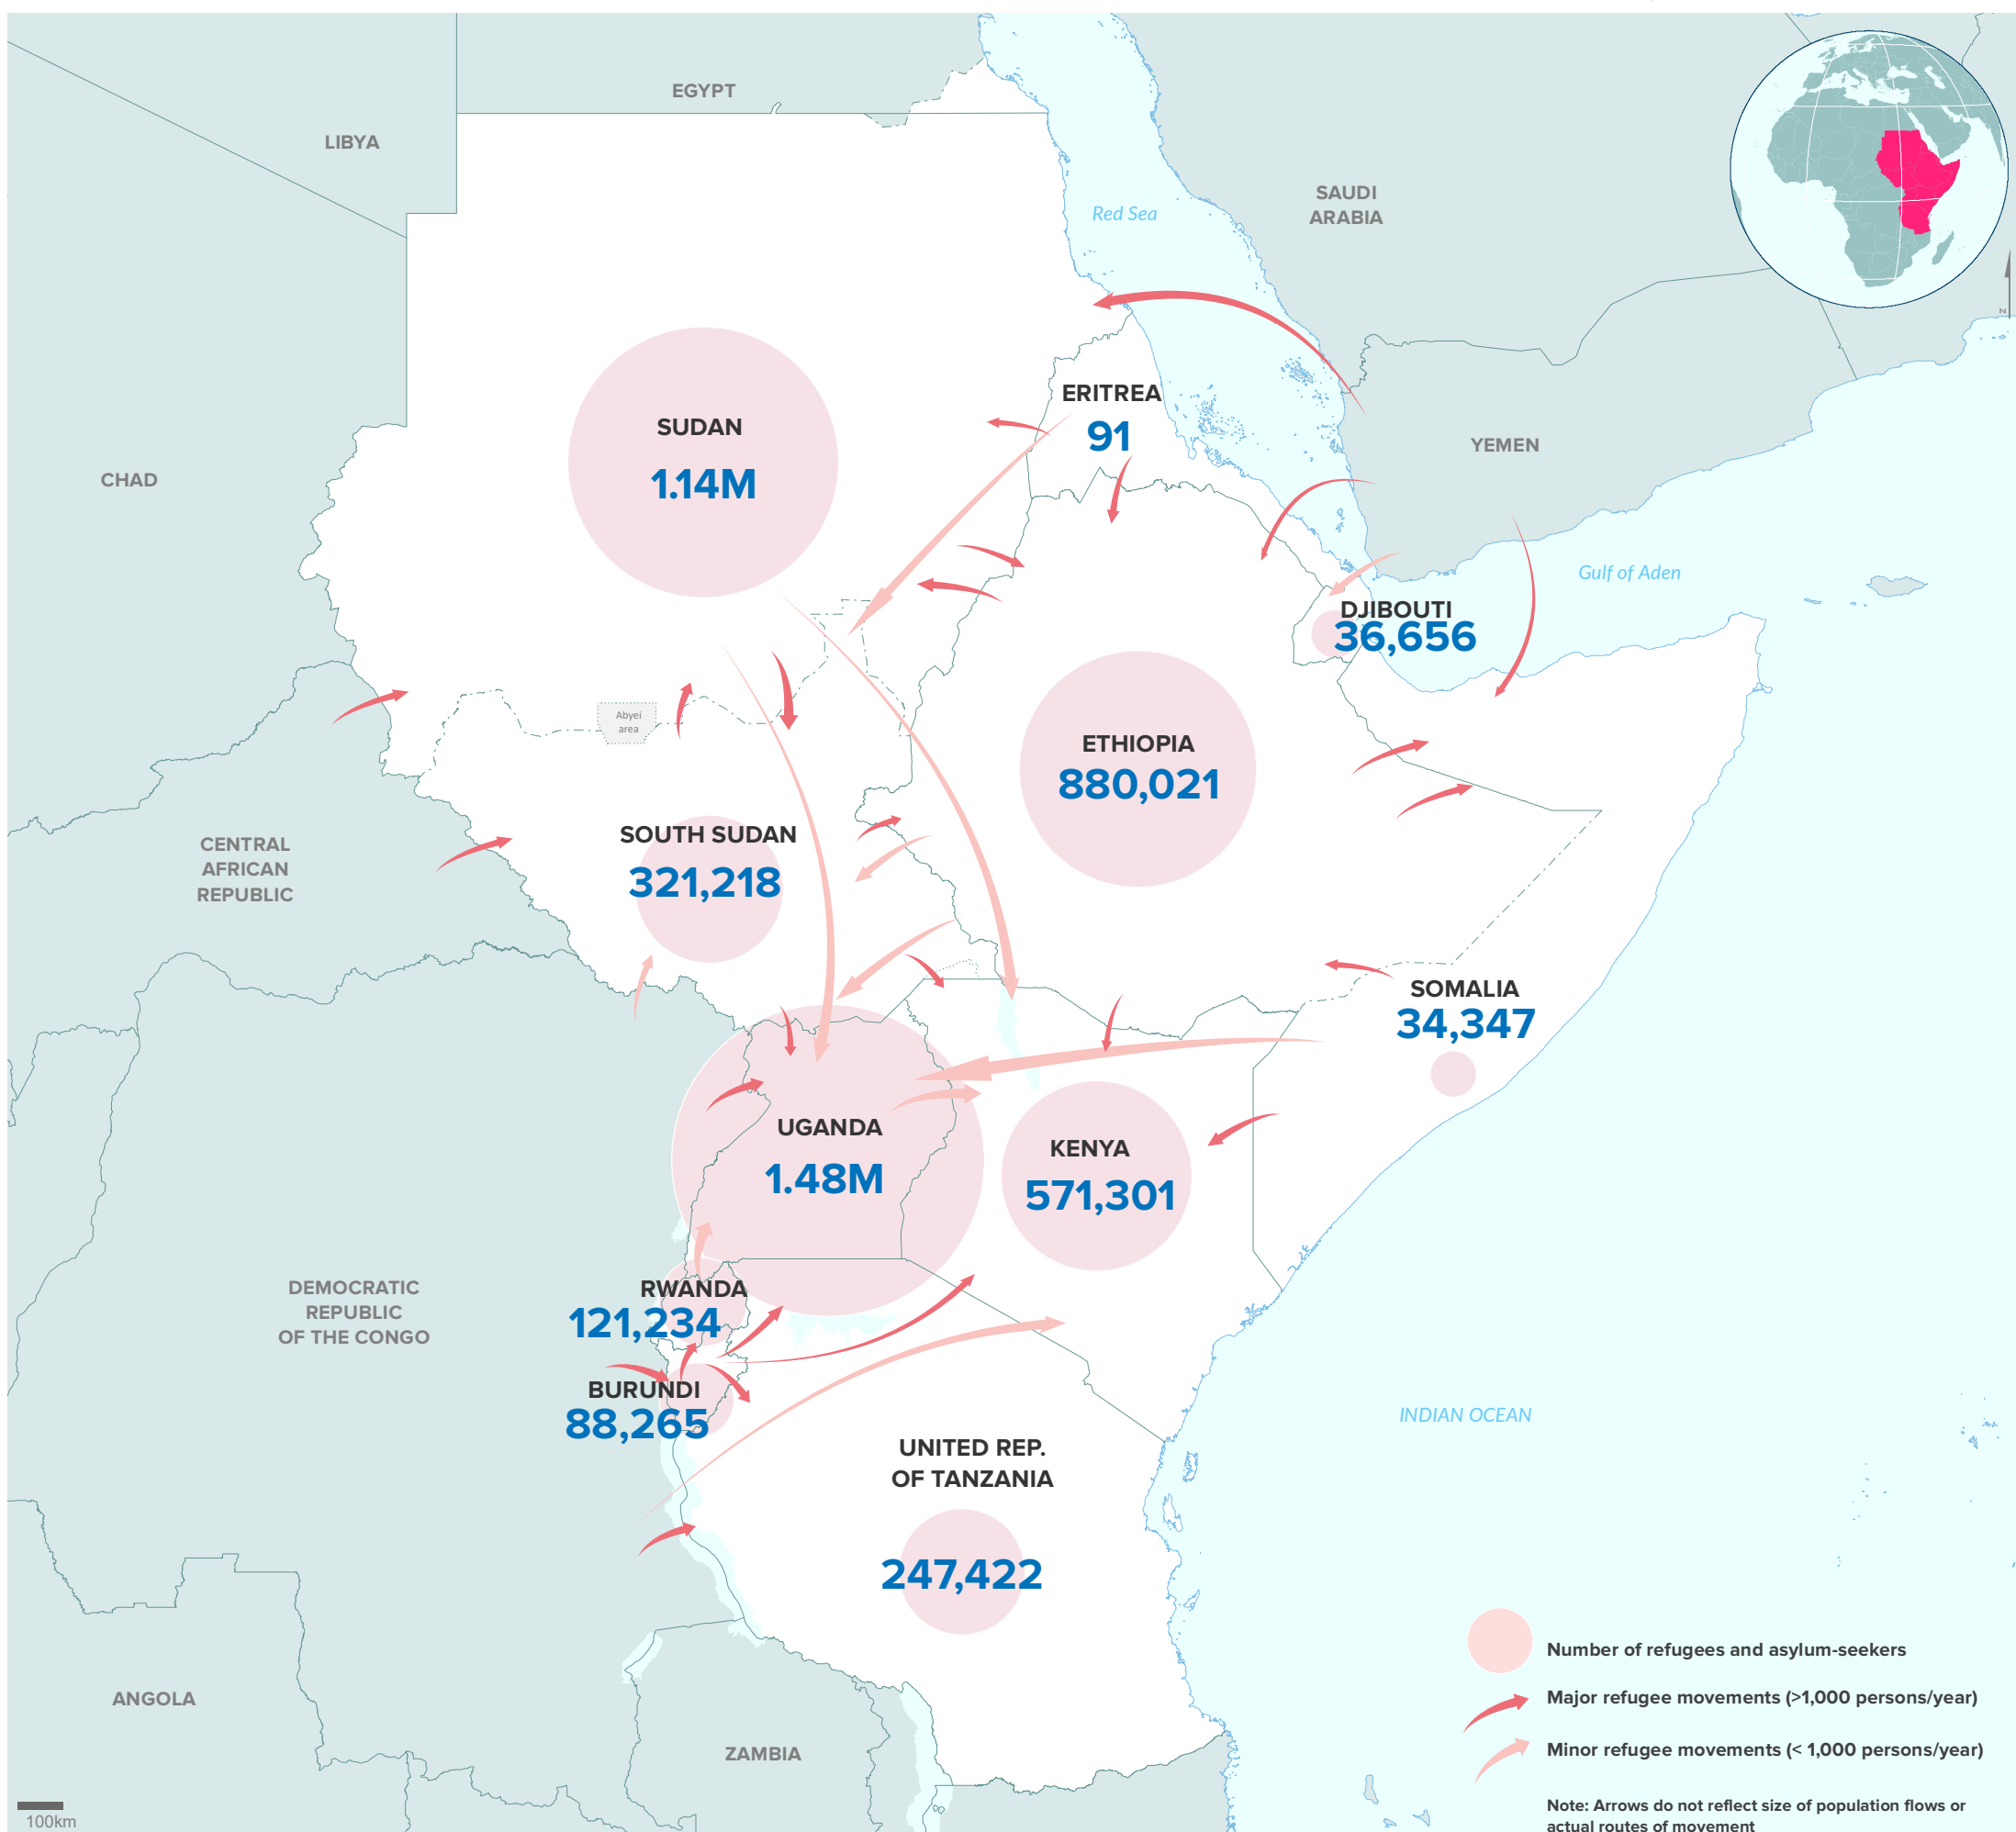 EGYPT
LIBYA
SAUDI
ARABIA
Red Sea
N
ERITREA
91
SUDAN
1.14M
YEMEN
CHAD
Gulf of Aden
DJIBOUTI
36,656
Abyei
area
ETHIOPIA
880,021
SOUTH SUDAN
321,218
CENTRAL
AFRICAN
REPUBLIC
SOMALIA
34,347
UGANDA
1.48M
KENYA
571,301
DEMOCRATIC
REPUBLIC
OF THE CONGO
RWANDA
121,234
BURUNDI
88,265
INDIAN OCEAN
UNITED REP.
OF TANZANIA
247,422
ANGOLA
ZAMBIA
100km
Number of refugees and asylum-seekers
Major refugee movements (>1,000 persons/year)
Minor refugee movements (< 1,000 persons/year)
Note: Arrows do not reflect size of population flows or
actual routes of movement